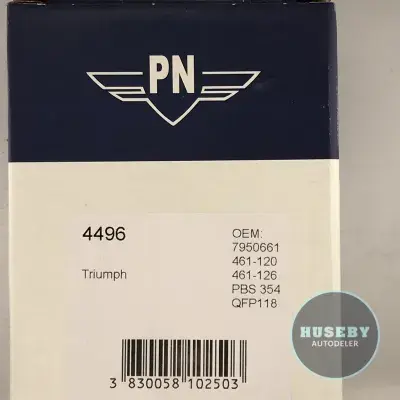 PN
4496
Triumph
OEM:
7950661
461-120
461-126
PBS 354
QFP118
3 830058 102503
HUSEBY
AUTODELER